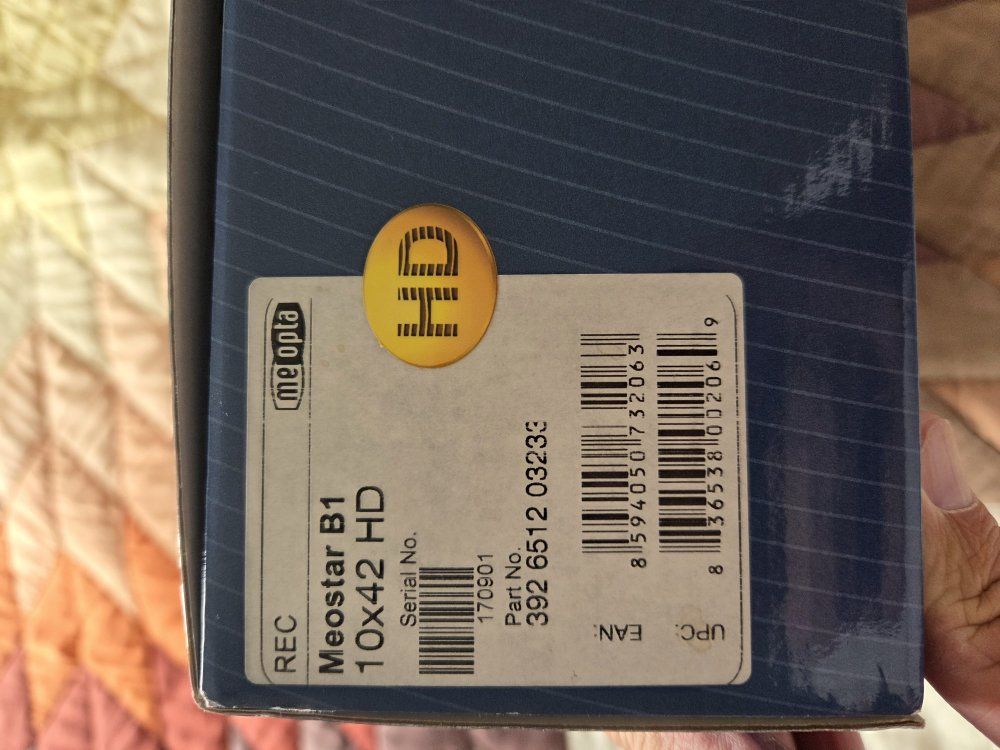 REC meopta
HD
Meostar B1
10x42 HD
Serial No.
170901
Part No.
392 6512 03233
EAN: 8 594050 732063
UPC: 8 36538 00206 9